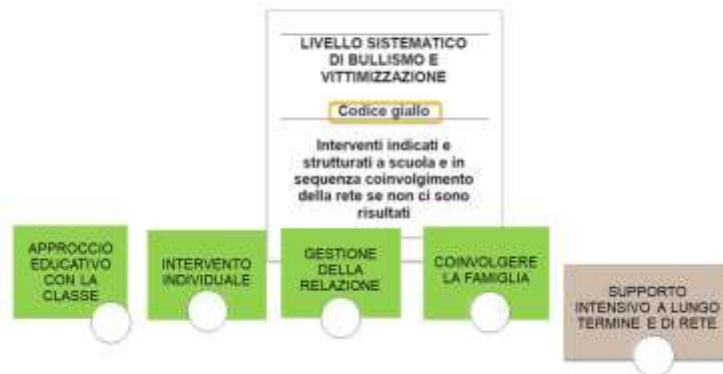 LIVELLO SISTEMATICO
DI BULLISMO E
VITTIMIZZAZIONE
Codice giallo
Interventi indicati e
strutturati a scuola e in
sequenza coinvolgimento
della rete se non ci sono
risultati
APPROCCIO
EDUCATIVO
CON LA
CLASSE
INTERVENTO
INDIVIDUALE
GESTIONE
DELLA
RELAZIONE
COINVOLGERE
LA FAMIGLIA
SUPPORTO
INTENSIVO A LUNGO
TERMINE E DI RETE